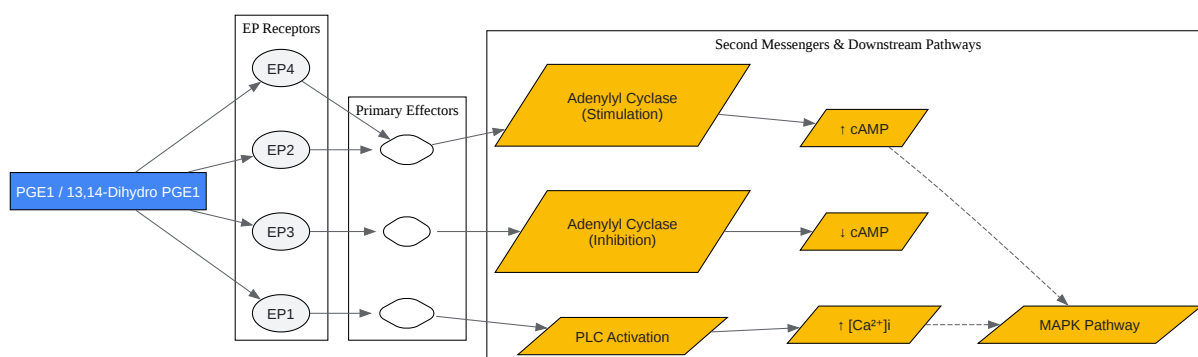 EP Receptors
EP4
EP2
EP3
EP1
PGE1 / 13,14-Dihydro PGE1
Primary Effectors
Second Messengers & Downstream Pathways
Adenylyl Cyclase
(Stimulation)
↑ cAMP
Adenylyl Cyclase
(Inhibition)
↓ cAMP
PLC Activation
↑ [Ca²⁺]i
MAPK Pathway